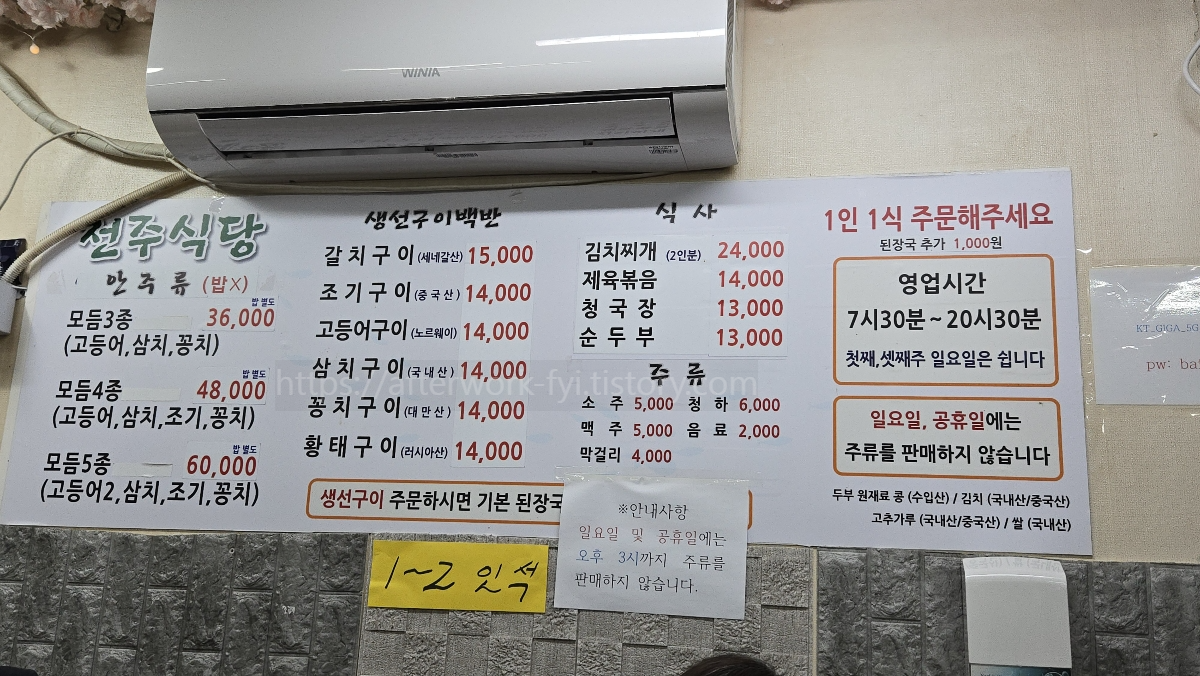 WINIA
전주식당
안주류 (밥X)
밥 별도
모듬3종 36,000
(고등어,삼치,꽁치)
밥 별도
모듬4종 48,000
(고등어,삼치,조기,꽁치)
밥 별도
모듬5종 60,000
(고등어2,삼치,조기,꽁치)
생선구이백반
갈치구이(세네갈산) 15,000
조기구이(중국산) 14,000
고등어구이(노르웨이) 14,000
삼치구이(국내산) 14,000
꽁치구이(대만산) 14,000
황태구이(러시아산) 14,000
생선구이 주문하시면 기본 된장국
식사
김치찌개 (2인분) 24,000
제육볶음 14,000
청국장 13,000
순두부 13,000
주류
소주 5,000 청하 6,000
맥주 5,000 음료 2,000
막걸리 4,000
1인 1식 주문해주세요
된장국 추가 1,000원
영업시간
7시30분~20시30분
첫째,셋째주 일요일은 쉽니다
일요일, 공휴일에는
주류를 판매하지 않습니다
두부 원재료 콩 (수입산) / 김치 (국내산/중국산)
고추가루 (국내산/중국산) / 쌀 (국내산)
※안내사항
일요일 및 공휴일에는
오후 3시까지 주류를
판매하지 않습니다.
1~2 인석
KT_GIGA_5G
pw:
https://afterwork-fyi.tistory.com